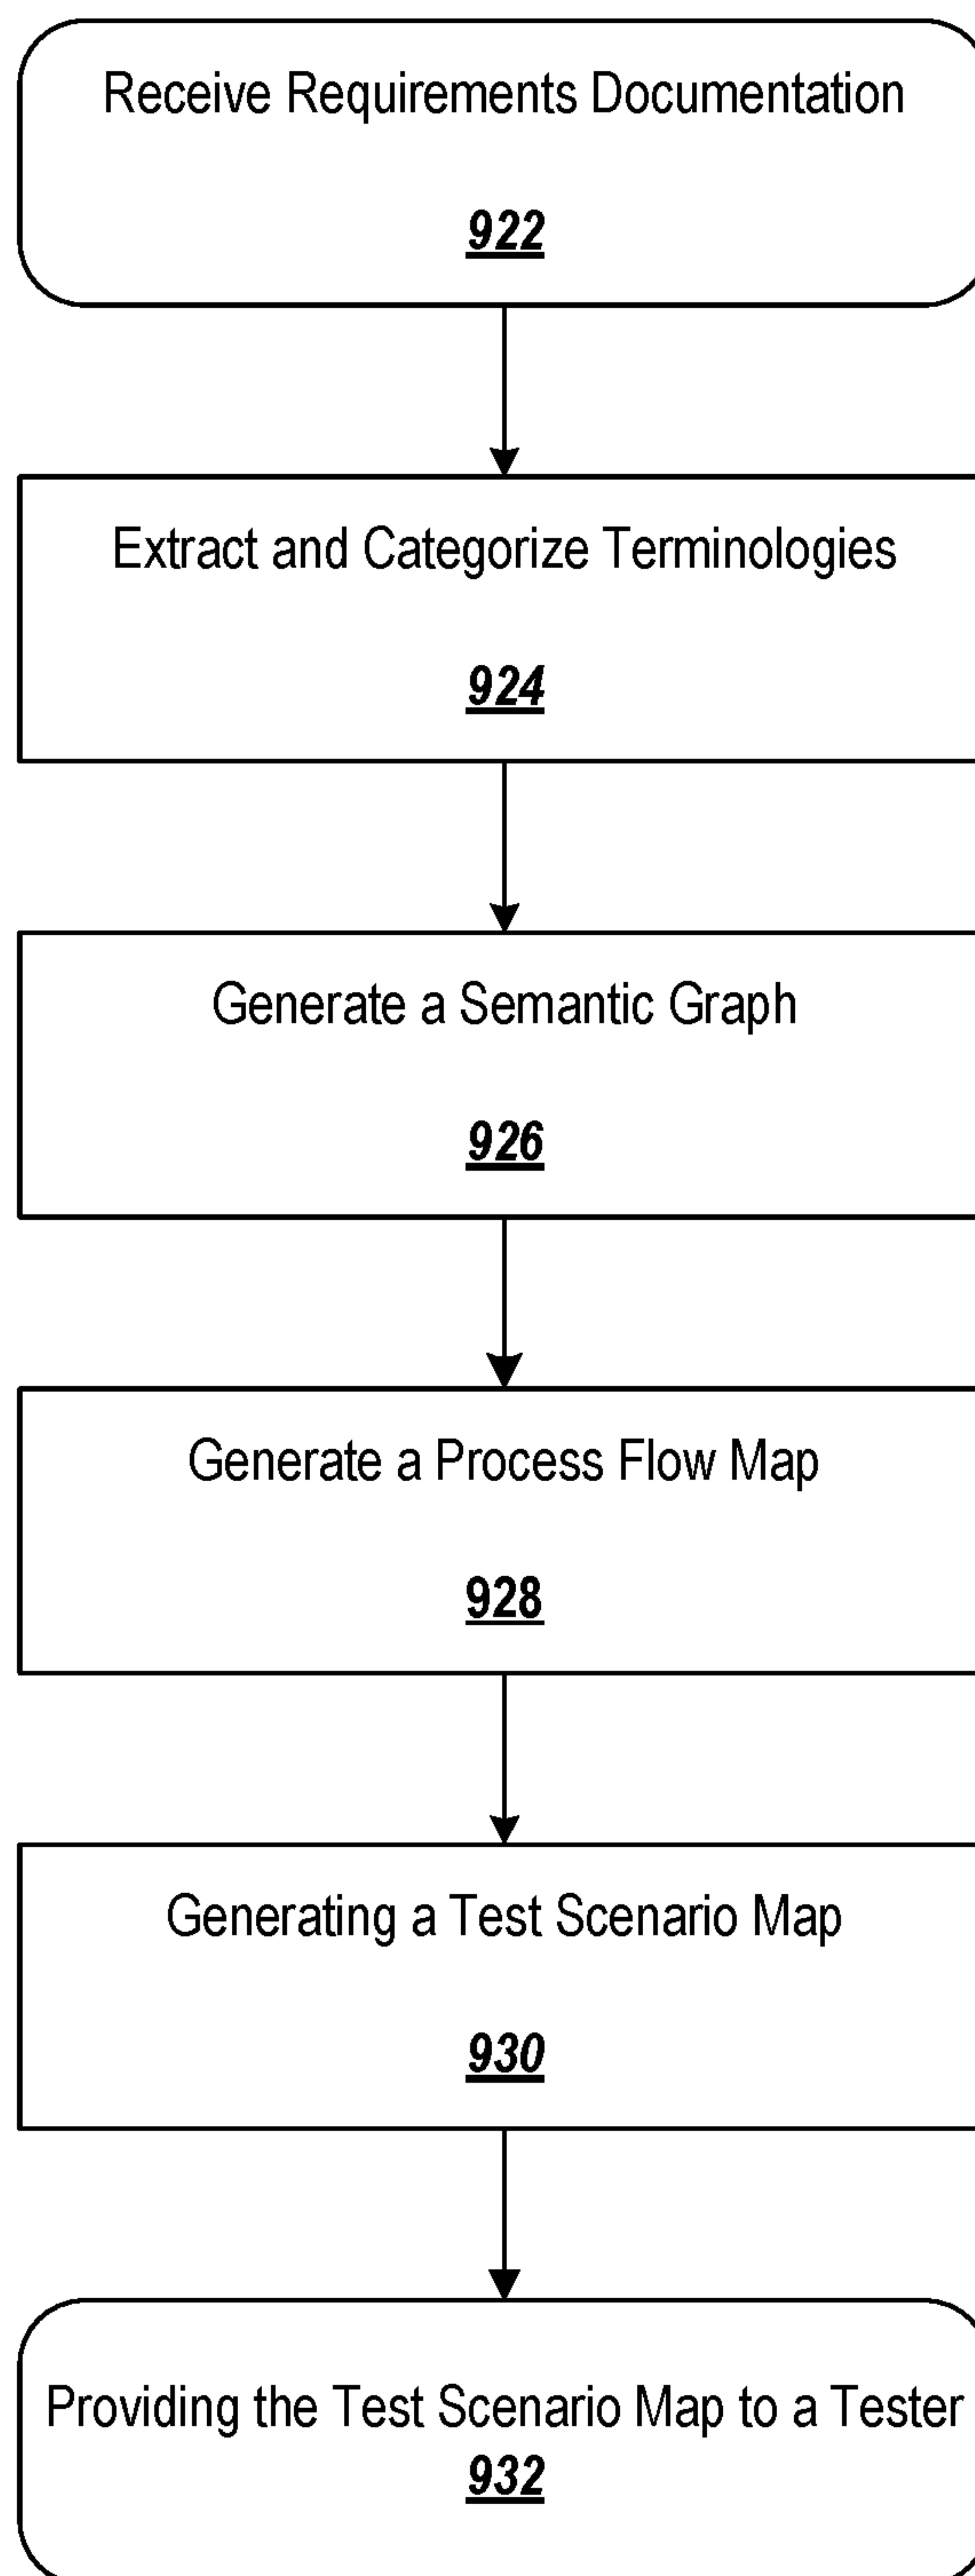 Receive Requirements Documentation
922
Extract and Categorize Terminologies
924
Generate a Semantic Graph
926
Generate a Process Flow Map
928
Generating a Test Scenario Map
930
Providing the Test Scenario Map to a Tester
932